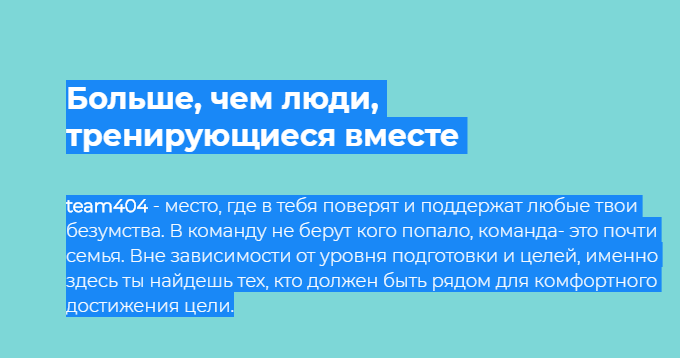 Больше, чем люди,
тренирующиеся вместе
team404 - место, где в тебя поверят и поддержат любые твои
безумства. В команду не берут кого попало, команда- это почти
семья. Вне зависимости от уровня подготовки и целей, именно
здесь ты найдешь тех, кто должен быть рядом для комфортного
достижения цели.